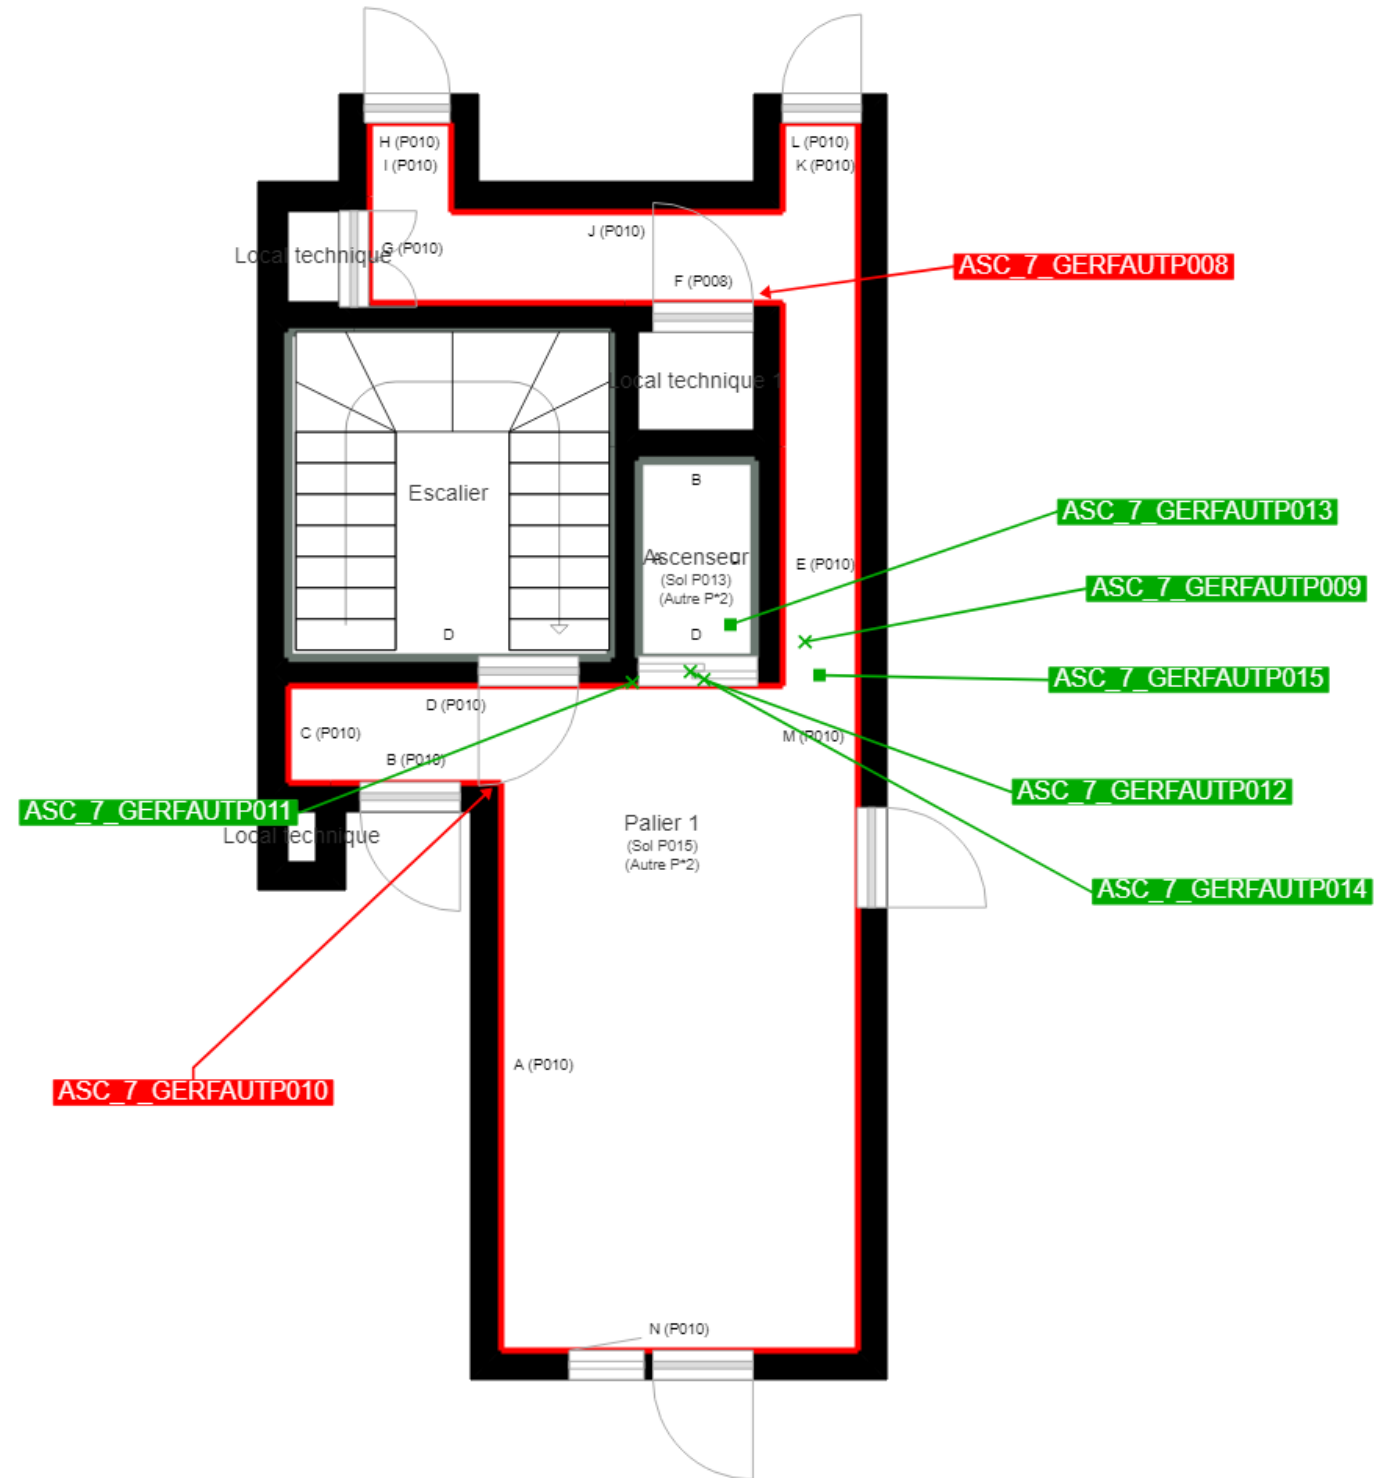 H (P010)
L (P010)
I (P010)
K (P010)
J (P010)
G (P010)
Local technique
ASC_7_GERFAUTP008
F (P008)
Local technique 1
B
Escalier
ASC_7_GERFAUTP013
Ascenseur
E (P010)
(Sol P013)
ASC_7_GERFAUTP009
(Autre P*2)
D
D
ASC_7_GERFAUTP015
D (P010)
C (P010)
M (P010)
B (P010)
ASC_7_GERFAUTP012
ASC_7_GERFAUTP011
Palier 1
Local technique
(Sol P015)
(Autre P*2)
ASC_7_GERFAUTP014
A (P010)
ASC_7_GERFAUTP010
N (P010)